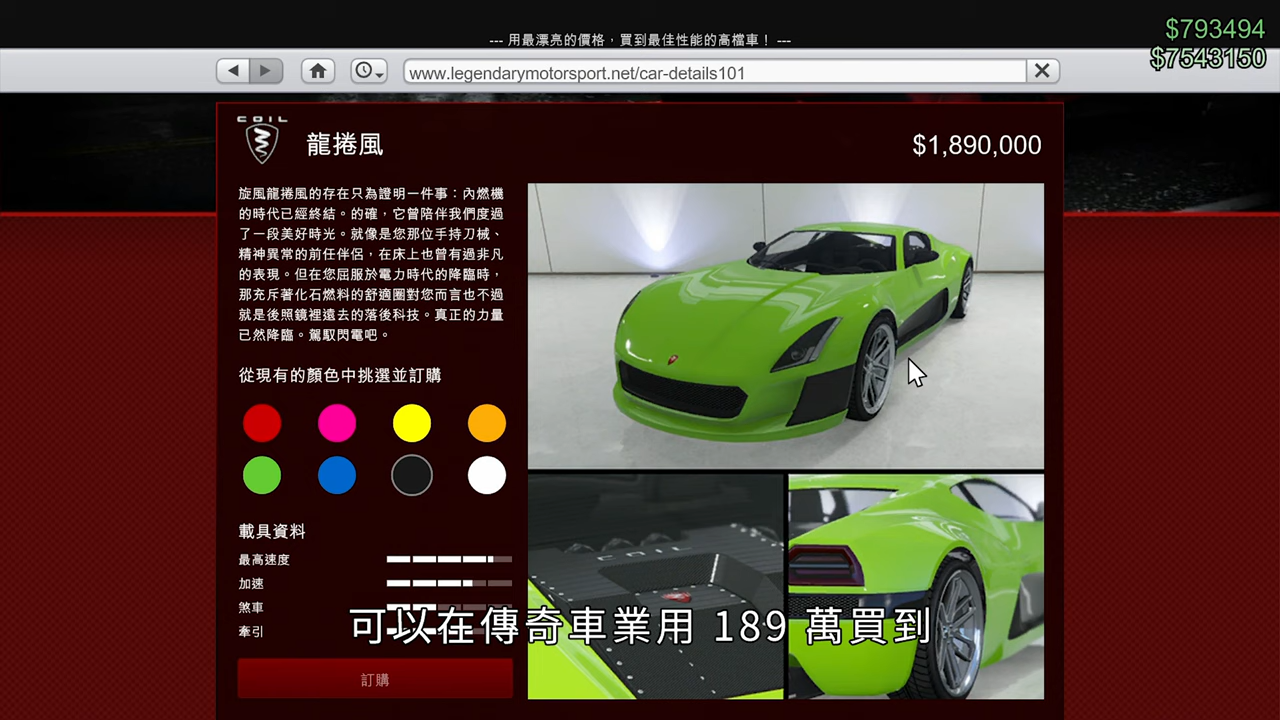 --- 用最漂亮的價格，買到最佳性能的高檔車！ ---
$793494
$7543150
www.legendarymotorsport.net/car-details101
COIL
龍捲風
$1,890,000
旋風龍捲風的存在只為證明一件事：內燃機
的時代已經終結。的確，它曾陪伴我們度過
了一段美好時光。就像是您那位手持刀械、
精神異常的前任伴侶，在床上也曾有過非凡
的表現。但在您屈服於電力時代的降臨時，
那充斥著化石燃料的舒適圈對您而言也不過
就是後照鏡裡遠去的落後科技。真正的力量
已然降臨。駕馭閃電吧。
從現有的顏色中挑選並訂購
載具資料
最高速度
加速
煞車
牽引
訂購
COIL
可以在傳奇車業用 189 萬買到